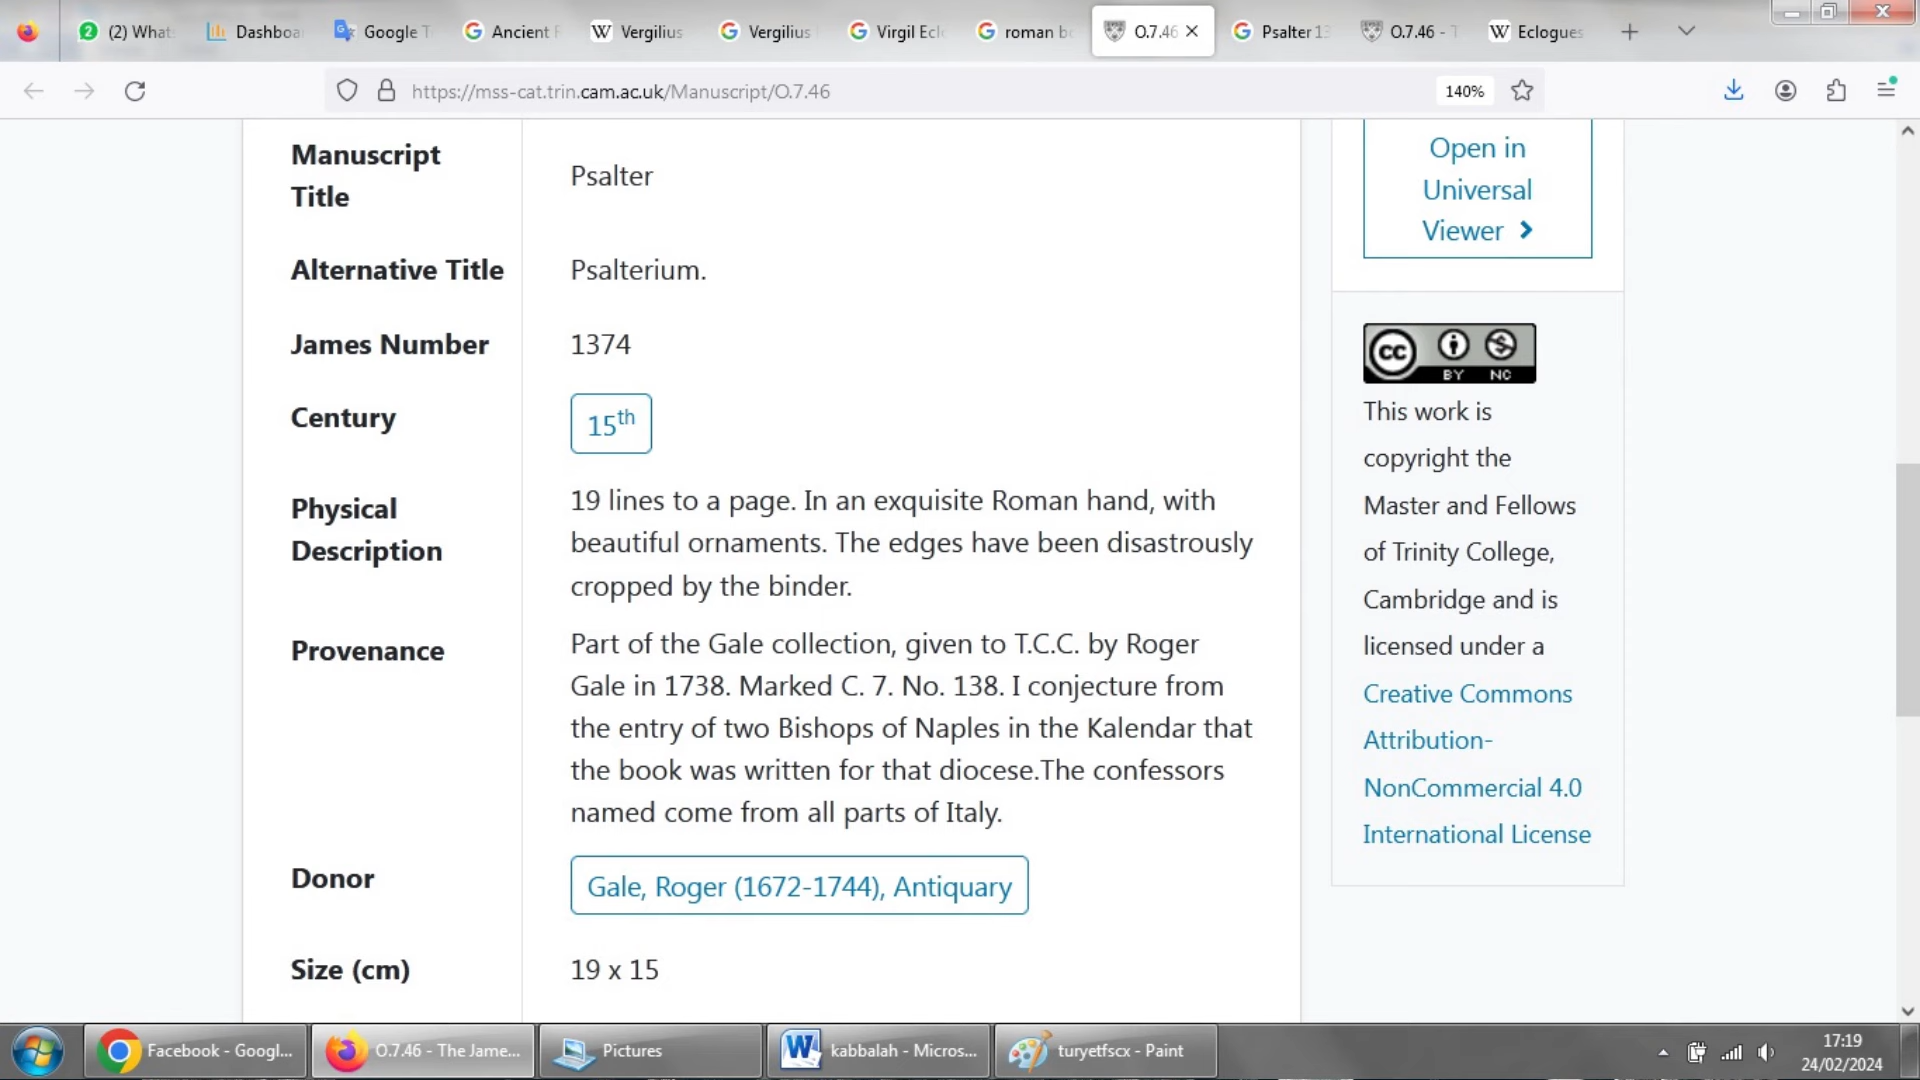 (2) What
Dashboa
Google T
Ancient
Vergilius
Vergilius
Virgil Ecl
roman b
O.7.46
Psalter 13
O.7.46 - T
Eclogues
https://mss-cat.trin.cam.ac.uk/Manuscript/O.7.46
140%
Manuscript
Title
Psalter
Alternative Title
Psalterium.
James Number
1374
Century
15th
Physical
Description
19 lines to a page. In an exquisite Roman hand, with
beautiful ornaments. The edges have been disastrously
cropped by the binder.
Provenance
Part of the Gale collection, given to T.C.C. by Roger
Gale in 1738. Marked C. 7. No. 138. I conjecture from
the entry of two Bishops of Naples in the Kalendar that
the book was written for that diocese.The confessors
named come from all parts of Italy.
Donor
Gale, Roger (1672-1744), Antiquary
Size (cm)
19 x 15
Open in
Universal
Viewer
CC BY NC
This work is
copyright the
Master and Fellows
of Trinity College,
Cambridge and is
licensed under a
Creative Commons
Attribution-
NonCommercial 4.0
International License
Facebook - Googl...
O.7.46 - The Jame...
Pictures
kabbalah - Micros...
turyetfscx - Paint
17:19
24/02/2024